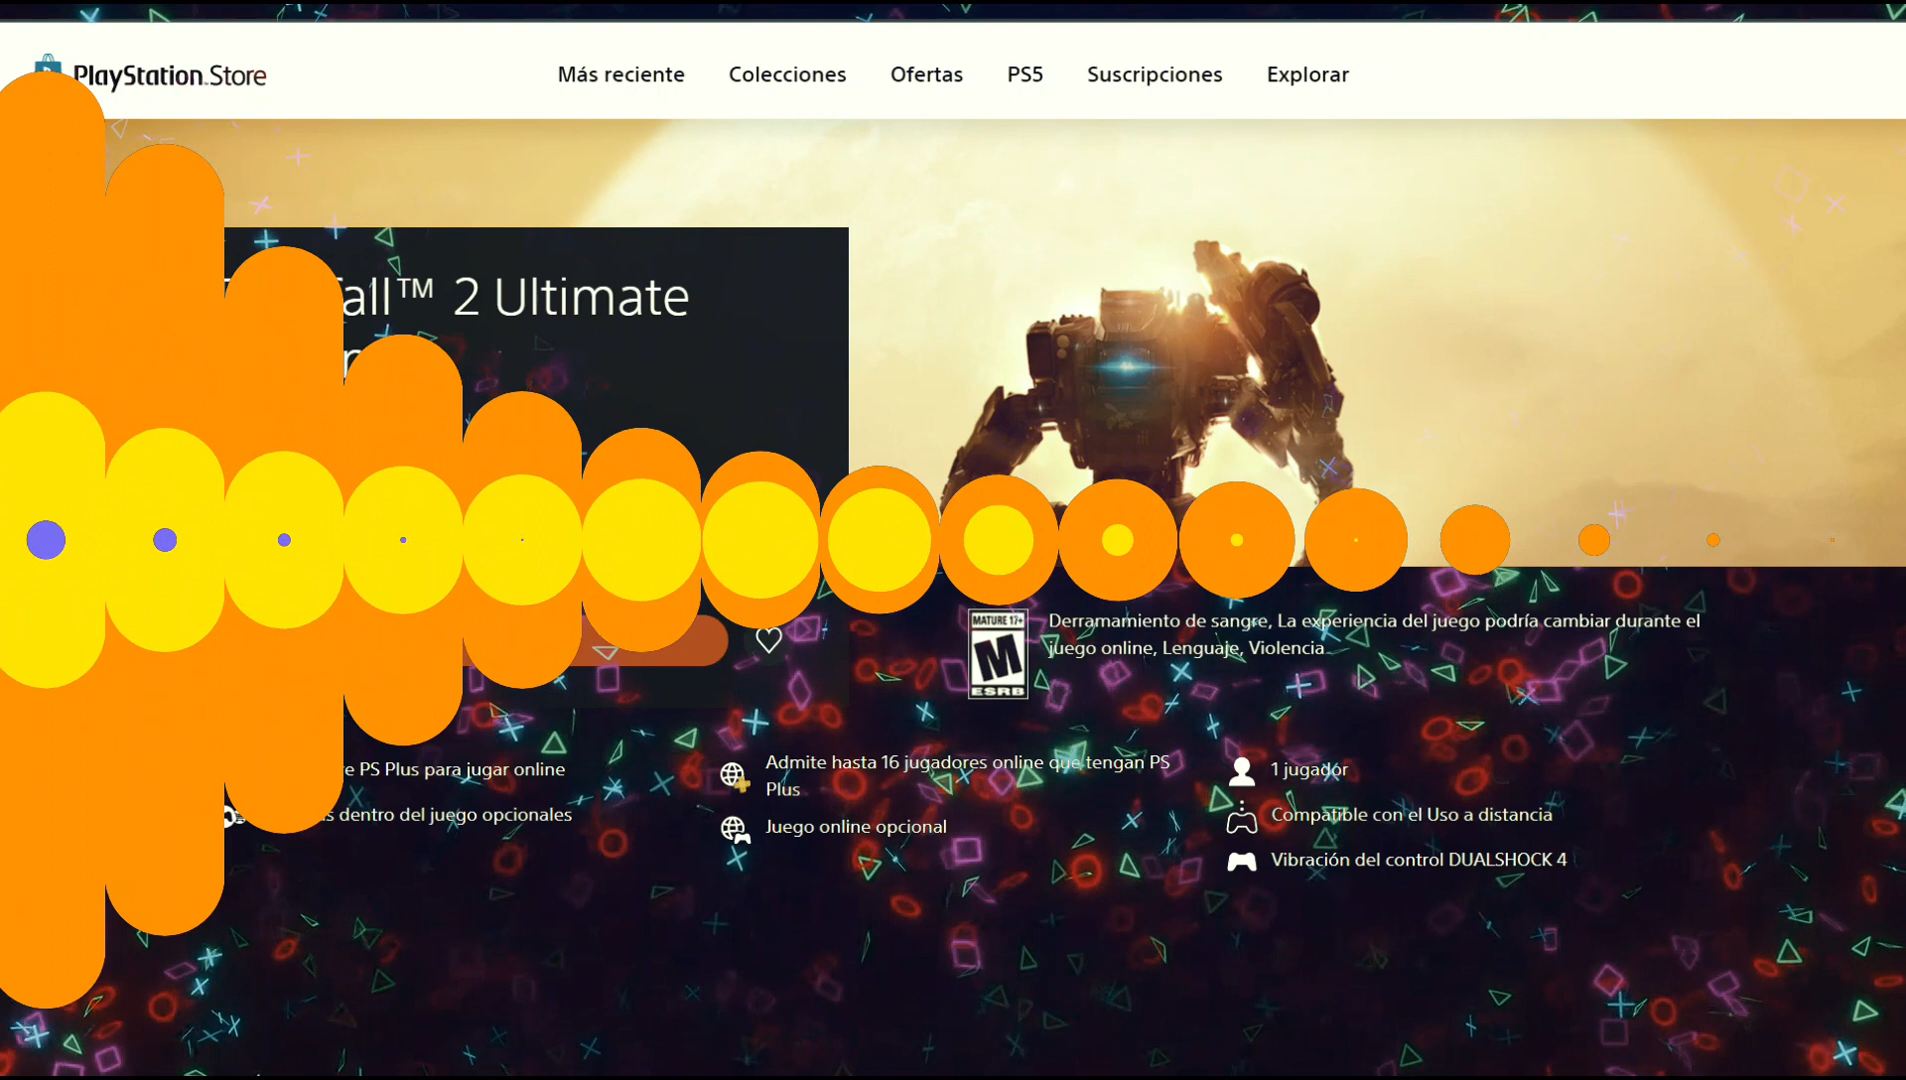 PlayStation.Store
Más reciente
Colecciones
Ofertas
PS5
Suscripciones
Explorar
all™ 2 Ultimate
MATURE 17+
M
ESRB
Derramamiento de sangre, La experiencia del juego podría cambiar durante el
juego online, Lenguaje, Violencia
PS Plus para jugar online
dentro del juego opcionales
Admite hasta 16 jugadores online que tengan PS
Plus
Juego online opcional
1 jugador
Compatible con el Uso a distancia
Vibración del control DUALSHOCK 4